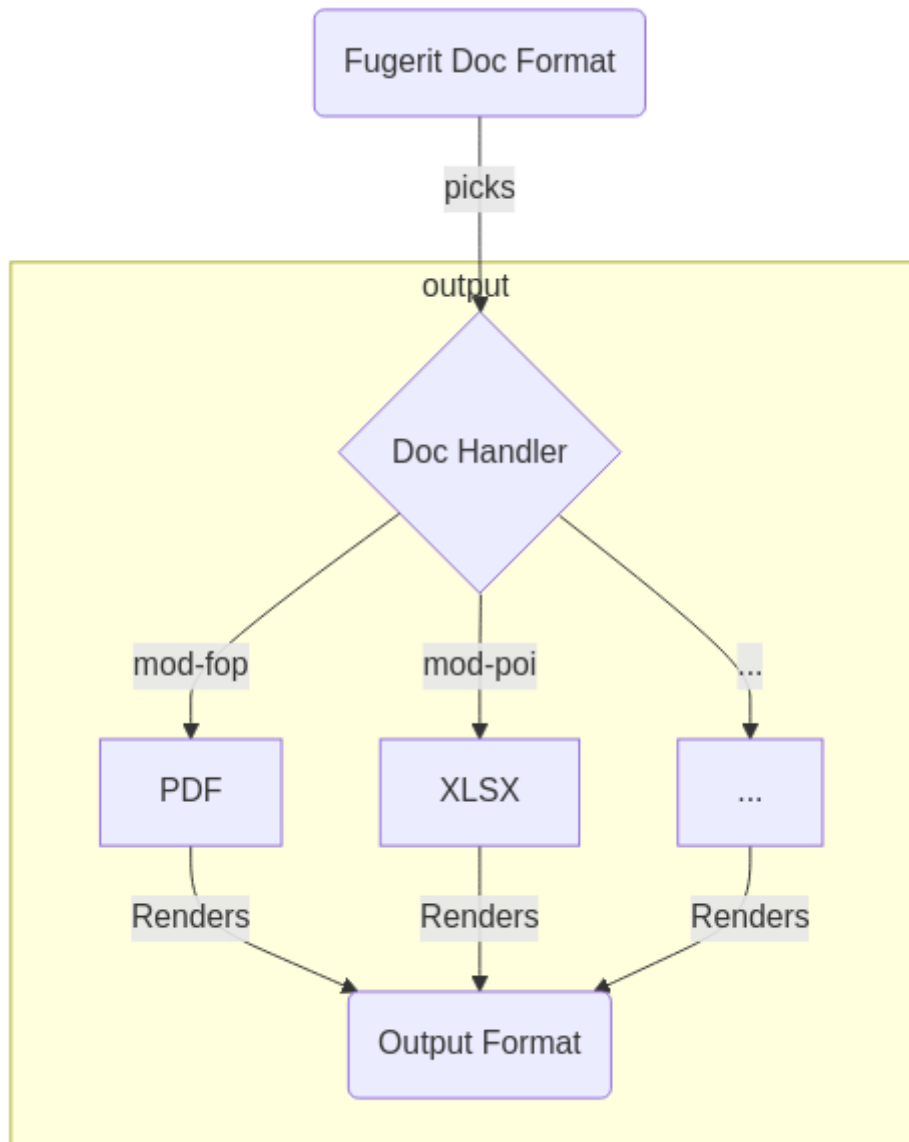 Fugerit Doc Format
picks
output
Doc Handler
mod-fop
mod-poi
...
PDF
XLSX
...
Renders
Renders
Renders
Output Format